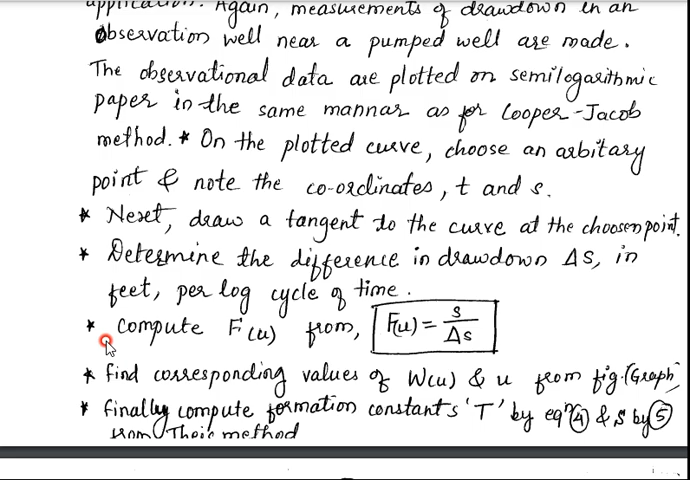 application. Again, measurements of drawdown in an
observation well near a pumped well are made.
The observational data are plotted on semilogarithmic
paper in the same mannar as for Cooper-Jacob
method. * On the plotted curve, choose an arbitary
point & note the co-ordinates, t and s.
* Next, draw a tangent to the curve at the choosen point.
* Determine the difference in drawdown Δs, in
feet, per log cycle of time.
* Compute F(u) from, F(u) = s/Δs
* find corresponding values of W(u) & u from fig. (Graph)
* finally compute formation constants 'T' by eqⁿ ④ & S by ⑤
from Theis method